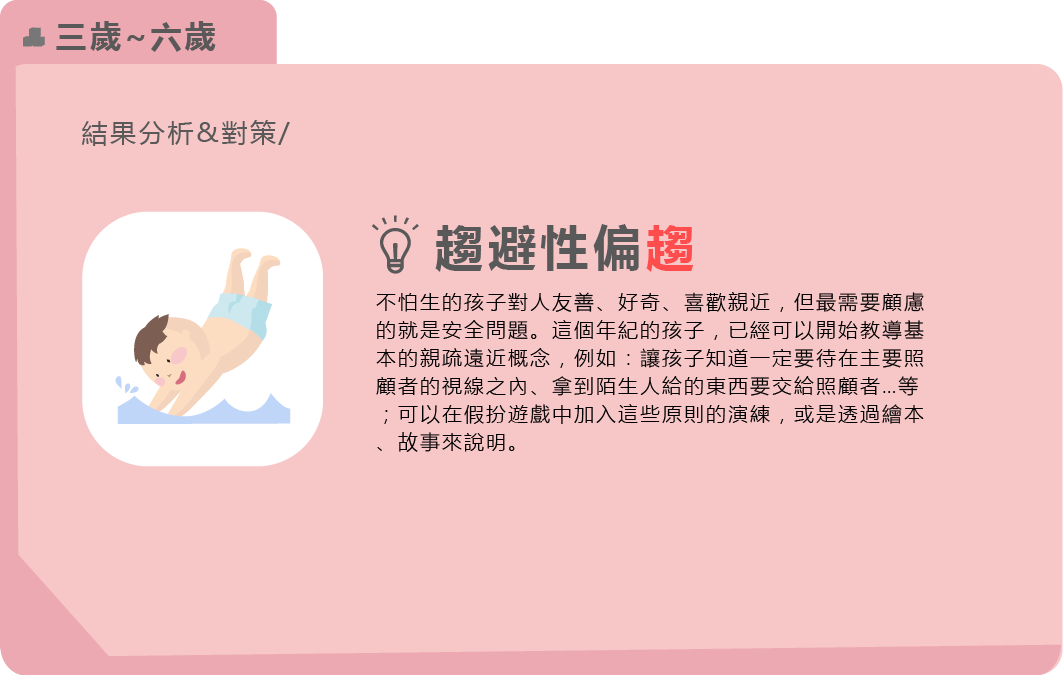 三歲~六歲
結果分析&對策/
趨避性偏趨
不怕生的孩子對人友善、好奇、喜歡親近，但最需要顧慮
的就是安全問題。這個年紀的孩子，已經可以開始教導基
本的親疏遠近概念，例如：讓孩子知道一定要待在主要照
顧者的視線之內、拿到陌生人給的東西要交給照顧者...等
；可以在假扮遊戲中加入這些原則的演練，或是透過繪本
、故事來說明。